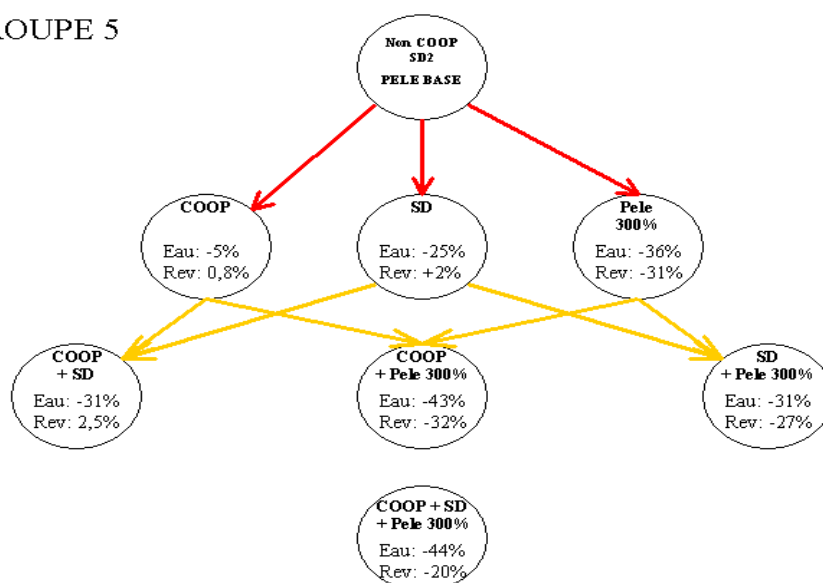 OUPE 5
Non COOP
SD2
PELE BASE
COOP
Eau: -5%
Rev: 0,8%
SD
Eau: -25%
Rev: +2%
Pele
300%
Eau: -36%
Rev: -31%
COOP
+ SD
Eau: -31%
Rev: 2,5%
COOP
+ Pele 300%
Eau: -43%
Rev: -32%
SD
+ Pele 300%
Eau: -31%
Rev: -27%
COOP + SD
+ Pele 300%
Eau: -44%
Rev: -20%